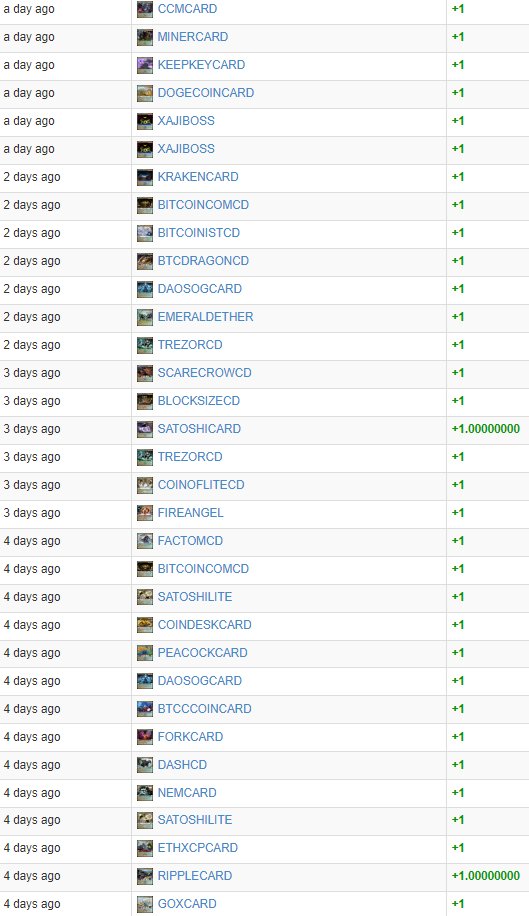 a day ago CCMCARD +1
a day ago MINERCARD +1
a day ago KEEPKEYCARD +1
a day ago DOGECOINCARD +1
a day ago XAJIBOSS +1
a day ago XAJIBOSS +1
2 days ago KRAKENCARD +1
2 days ago BITCOINCOMCD +1
2 days ago BITCOINISTCD +1
2 days ago BTCDRAGONCD +1
2 days ago DAOSOGCARD +1
2 days ago EMERALDETHER +1
2 days ago TREZORCD +1
3 days ago SCARECROWCD +1
3 days ago BLOCKSIZECD +1
3 days ago SATOSHICARD +1.00000000
3 days ago TREZORCD +1
3 days ago COINOFLITECD +1
3 days ago FIREANGEL +1
4 days ago FACTOMCD +1
4 days ago BITCOINCOMCD +1
4 days ago SATOSHILITE +1
4 days ago COINDESKCARD +1
4 days ago PEACOCKCARD +1
4 days ago DAOSOGCARD +1
4 days ago BTCCCOINCARD +1
4 days ago FORKCARD +1
4 days ago DASHCD +1
4 days ago NEMCARD +1
4 days ago SATOSHILITE +1
4 days ago ETHXCPCARD +1
4 days ago RIPPLECARD +1.00000000
4 days ago GOXCARD +1